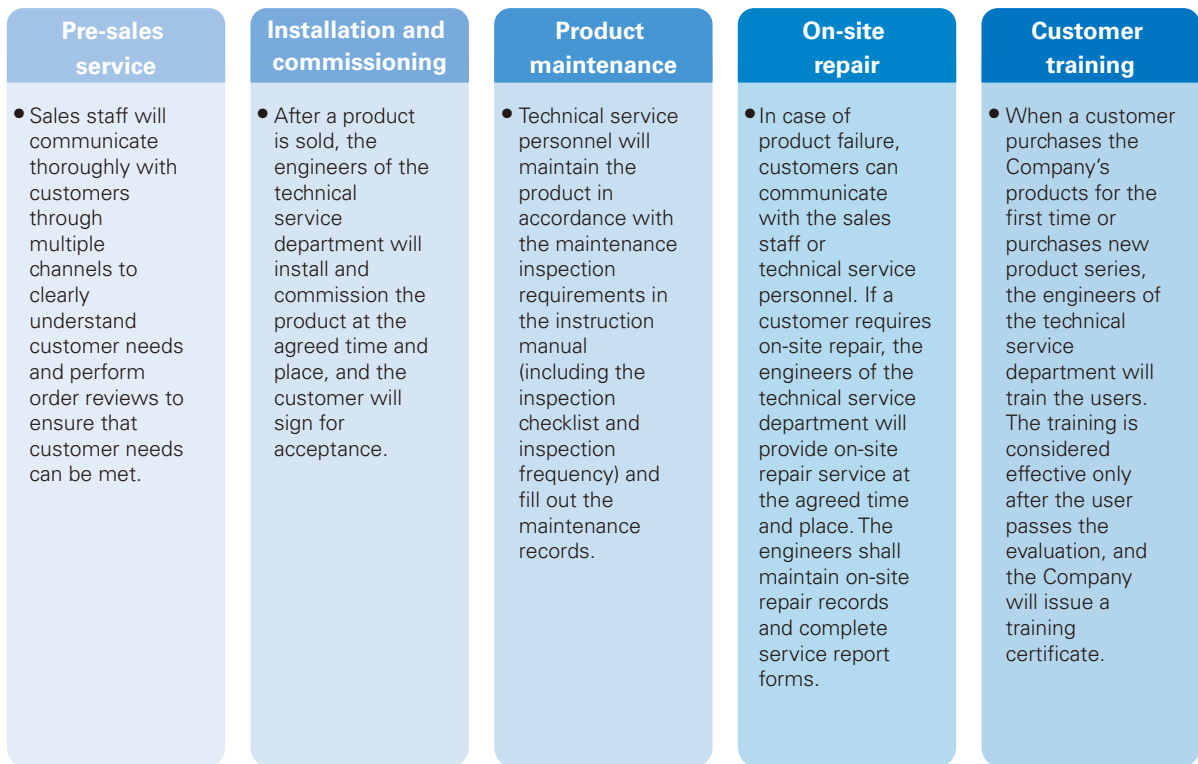 Pre-sales
service
• Sales staff will
communicate
thoroughly with
customers
through
multiple
channels to
clearly
understand
customer needs
and perform
order reviews to
ensure that
customer needs
can be met.
Installation and
commissioning
• After a product
is sold, the
engineers of the
technical
service
department will
install and
commission the
product at the
agreed time and
place, and the
customer will
sign for
acceptance.
Product
maintenance
• Technical service
personnel will
maintain the
product in
accordance with
the maintenance
inspection
requirements in
the instruction
manual
(including the
inspection
checklist and
inspection
frequency) and
fill out the
maintenance
records.
On-site
repair
• In case of
product failure,
customers can
communicate
with the sales
staff or
technical service
personnel. If a
customer requires
on-site repair, the
engineers of the
technical service
department will
provide on-site
repair service at
the agreed time
and place. The
engineers shall
maintain on-site
repair records
and complete
service report
forms.
Customer
training
• When a customer
purchases the
Company’s
products for the
first time or
purchases new
product series,
the engineers of
the technical
service
department will
train the users.
The training is
considered
effective only
after the user
passes the
evaluation, and
the Company
will issue a
training
certificate.